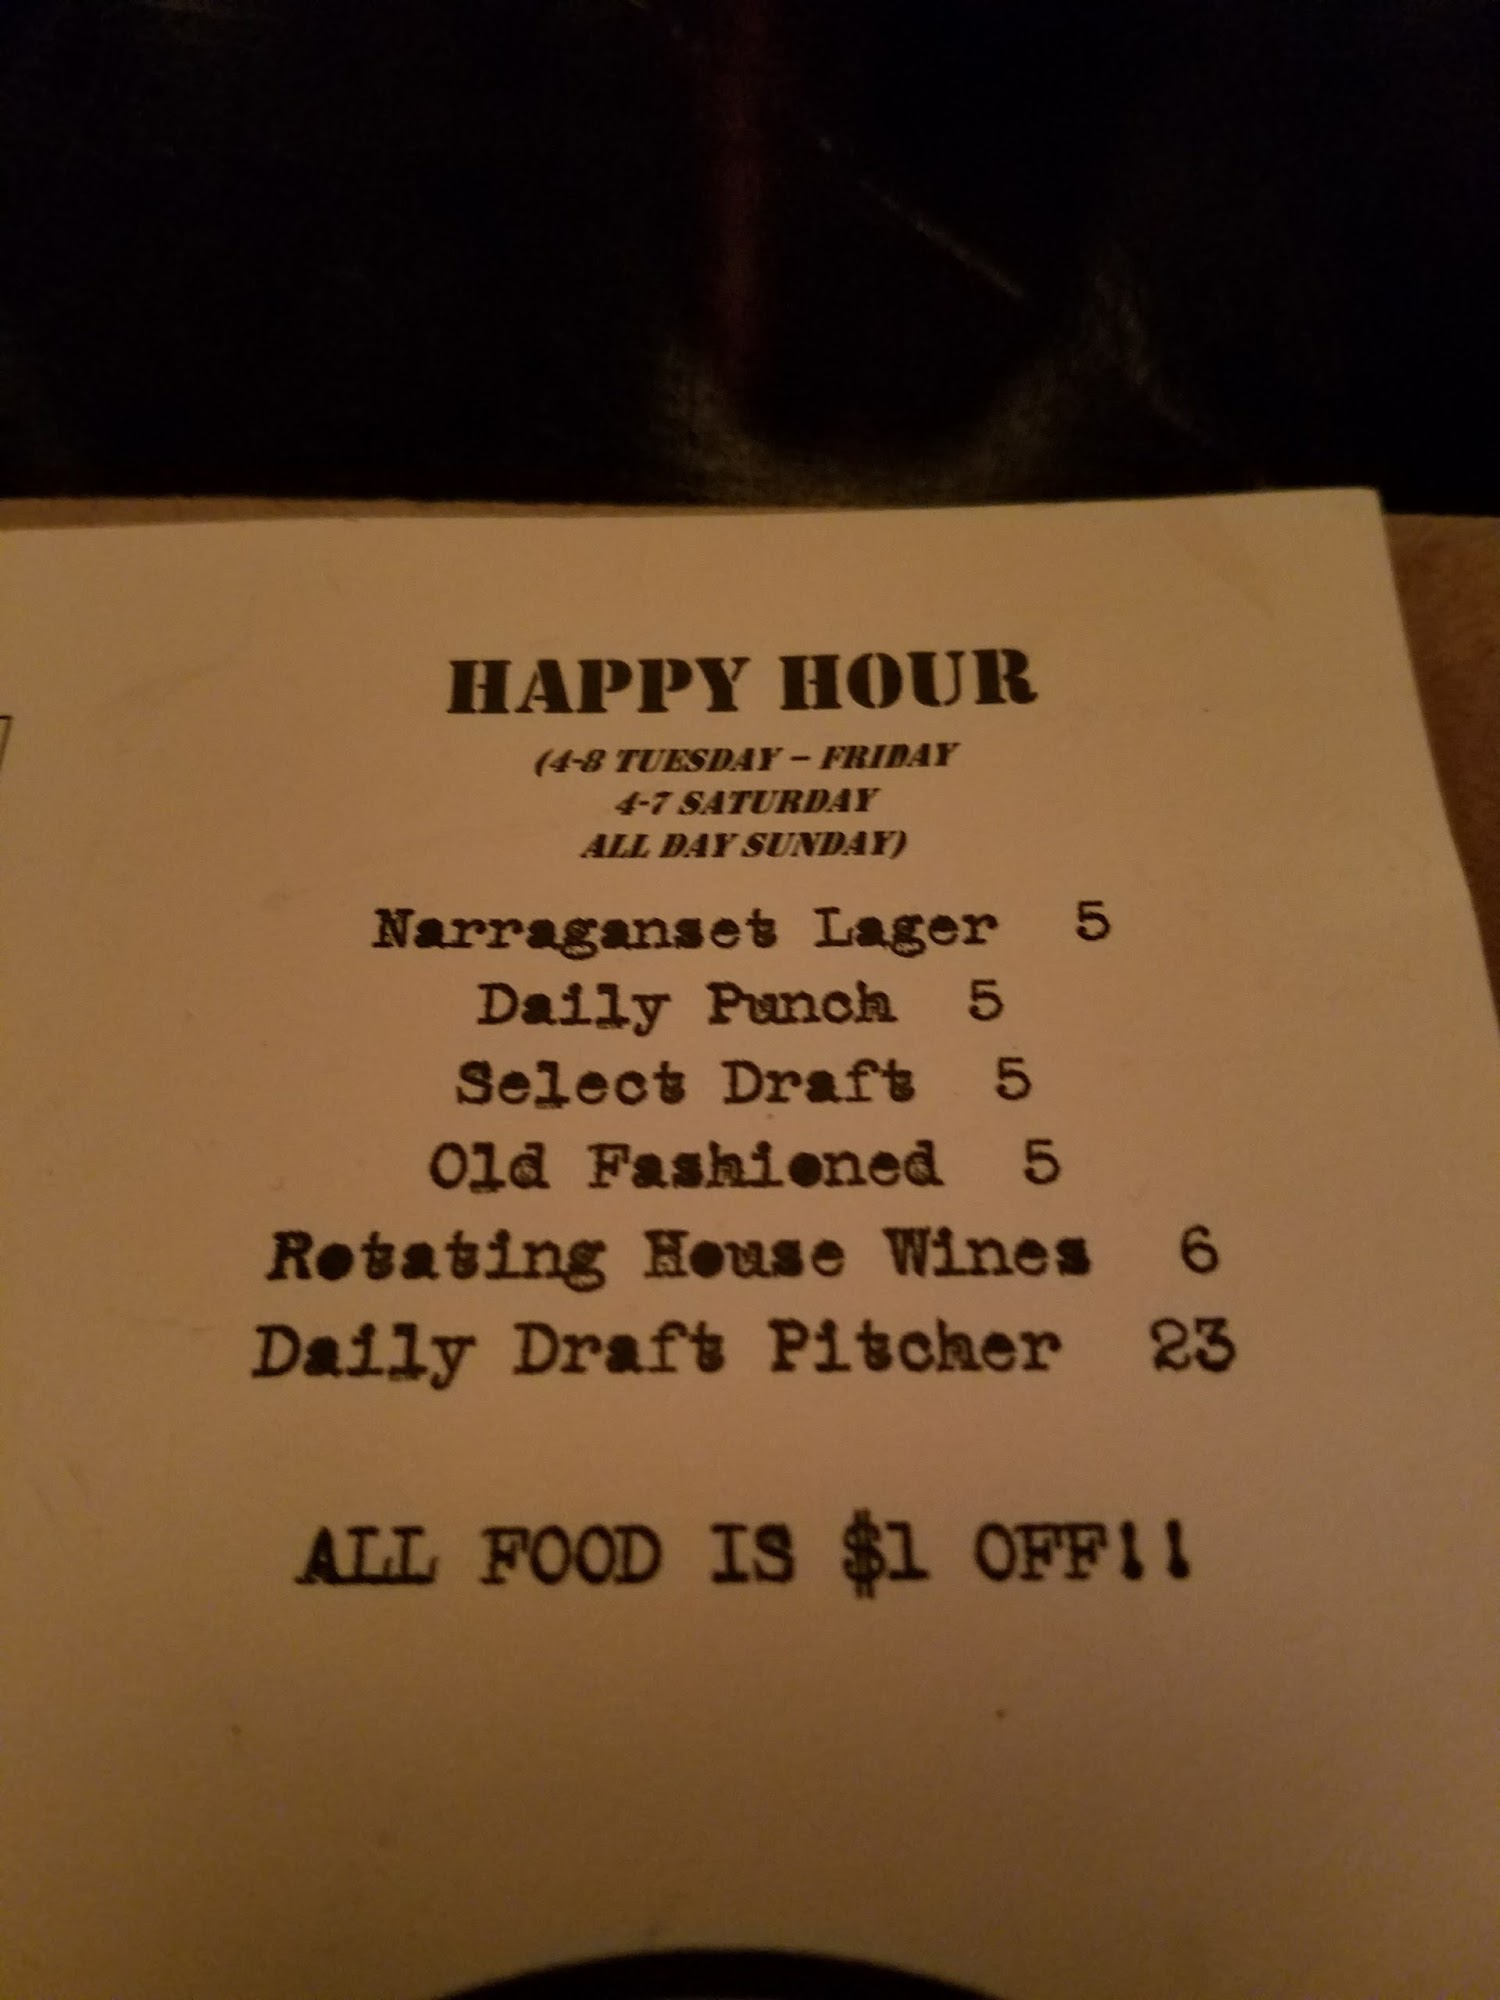 HAPPY HOUR
(4-8 TUESDAY – FRIDAY
4-7 SATURDAY
ALL DAY SUNDAY)
Narraganset Lager 5
Daily Punch 5
Select Draft 5
Old Fashioned 5
Rotating House Wines 6
Daily Draft Pitcher 23
ALL FOOD IS $1 OFF!!